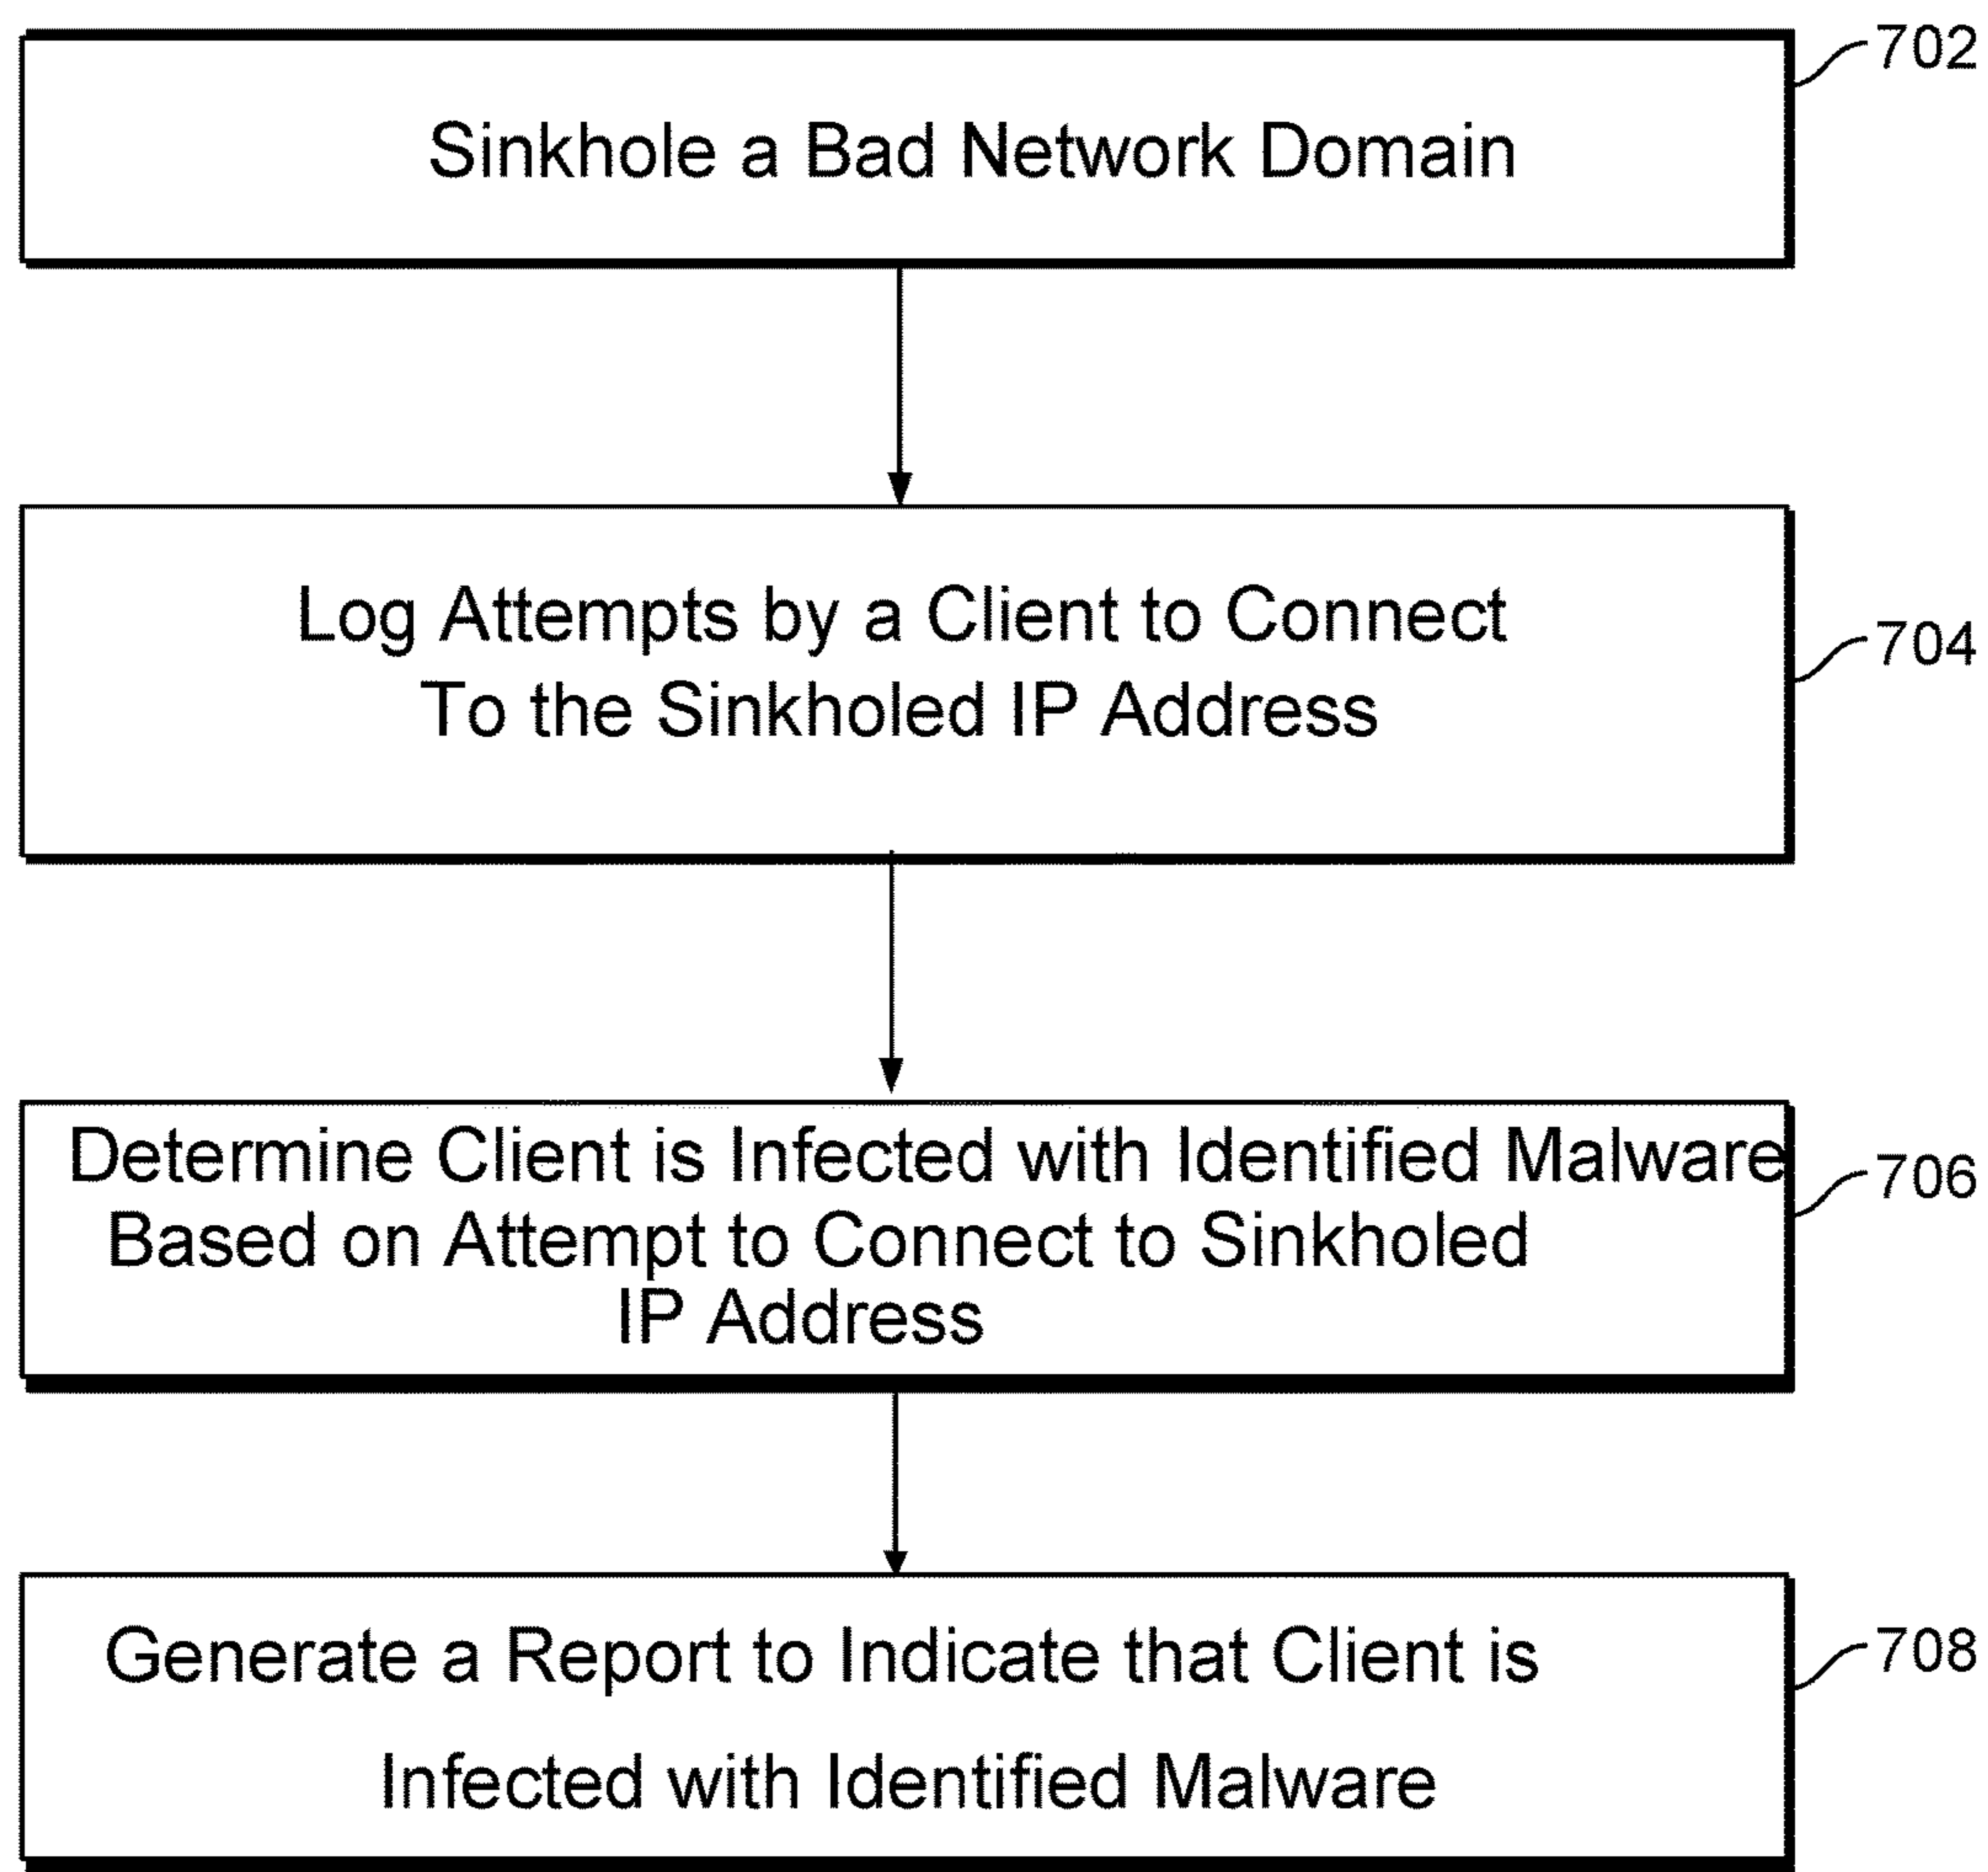 702
Sinkhole a Bad Network Domain
Log Attempts by a Client to Connect
To the Sinkholed IP Address
704
Determine Client is Infected with Identified Malware
Based on Attempt to Connect to Sinkholed
IP Address
706
Generate a Report to Indicate that Client is
Infected with Identified Malware
708